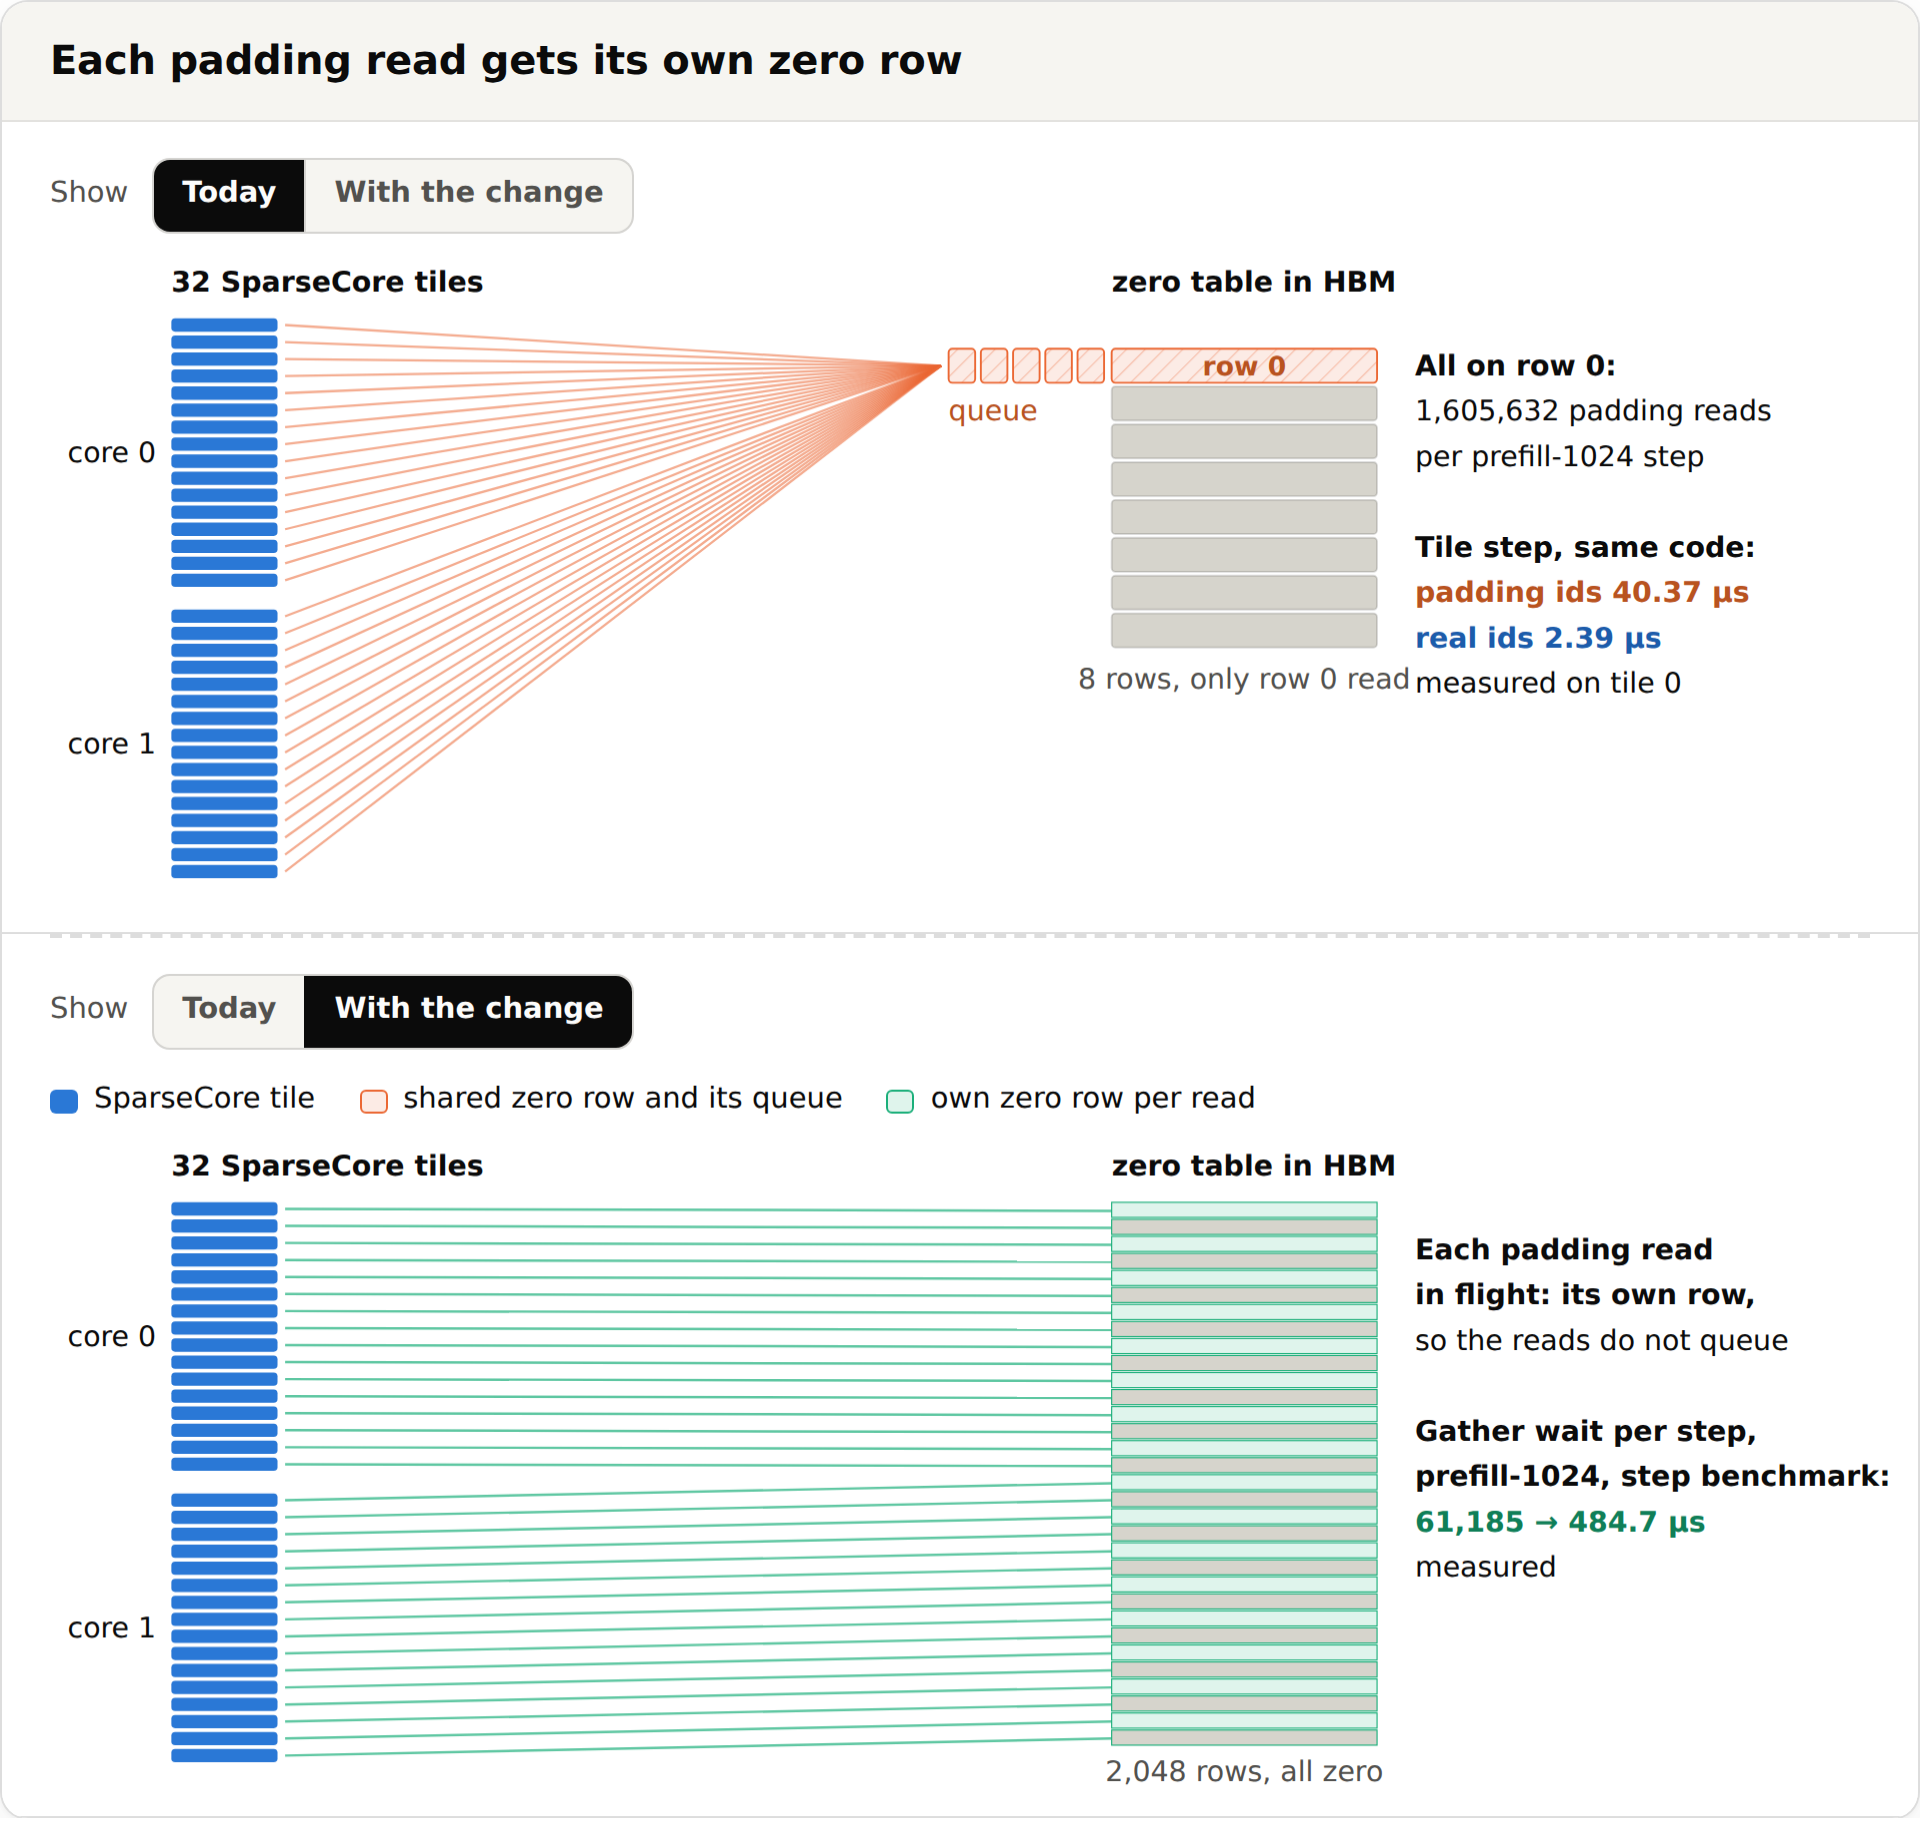 Each padding read gets its own zero row
Show Today With the change
32 SparseCore tiles
zero table in HBM
core 0
core 1
queue
row 0
8 rows, only row 0 read
All on row 0:
1,605,632 padding reads
per prefill-1024 step
Tile step, same code:
padding ids 40.37 µs
real ids 2.39 µs
measured on tile 0
Show Today With the change
SparseCore tile
shared zero row and its queue
own zero row per read
32 SparseCore tiles
zero table in HBM
core 0
core 1
2,048 rows, all zero
Each padding read
in flight: its own row,
so the reads do not queue
Gather wait per step,
prefill-1024, step benchmark:
61,185 → 484.7 µs
measured